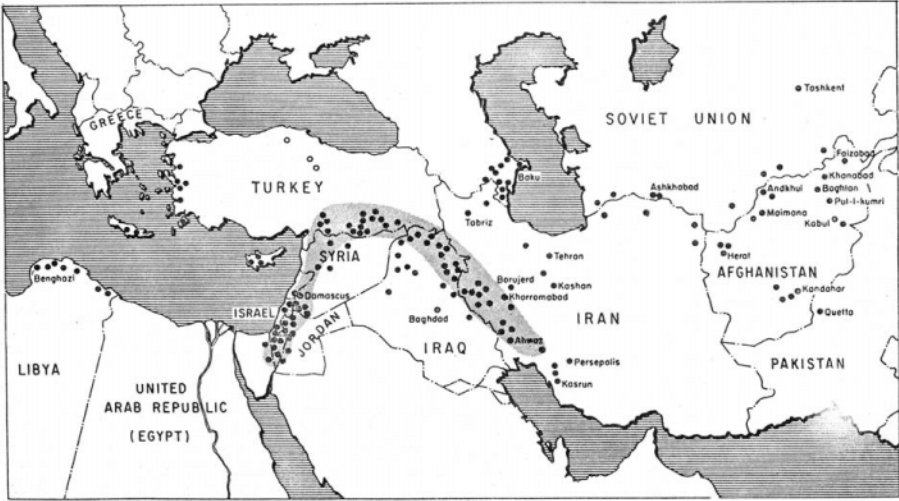 Tashkent
SOVIET UNION
GREECE
Faizabad
Khanabad
Baku
TURKEY
Ashkhabad
Andkhui
Baghlan
Pul-I-kumri
Tabriz
Maimana
Kabul
SYRIA
Tehran
Herat
Benghazi
Borujerd
AFGHANISTAN
Damascus
Kashan
Khorromabad
Kandahar
ISRAEL
Baghdad
IRAN
Quetta
JORDAN
IRAQ
Ahwaz
LIBYA
Persepolis
PAKISTAN
UNITED
ARAB REPUBLIC
(EGYPT)
Kasrun